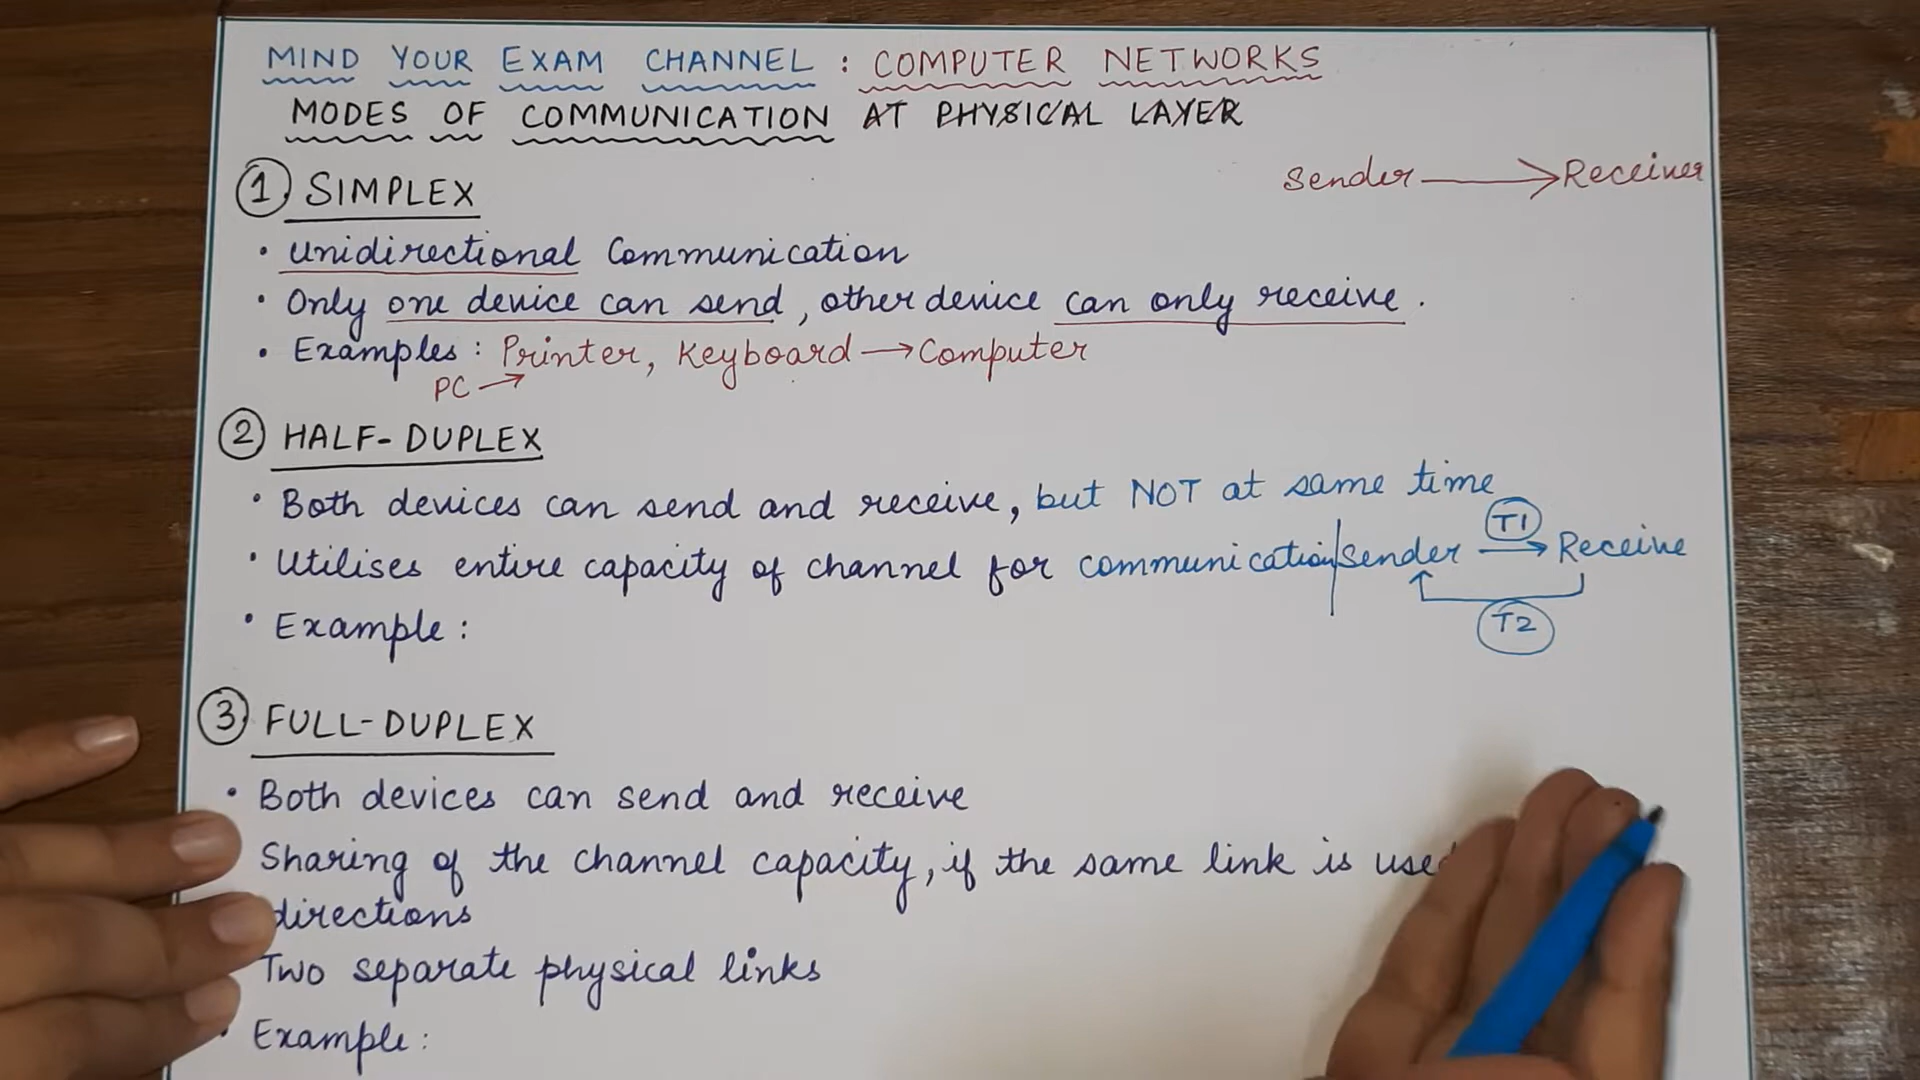 MIND YOUR EXAM CHANNEL : COMPUTER NETWORKS
MODES OF COMMUNICATION AT PHYSICAL LAYER
Sender → Receiver
① SIMPLEX
• Unidirectional Communication
• Only one device can send, other device can only receive.
• Examples : Printer, Keyboard → Computer
PC →
② HALF-DUPLEX
• Both devices can send and receive, but NOT at same time
T1
• Utilises entire capacity of channel for communication Sender → Receive
T2
• Example :
③ FULL-DUPLEX
• Both devices can send and receive
Sharing of the channel capacity, if the same link is
directions
Two separate physical links
• Example :